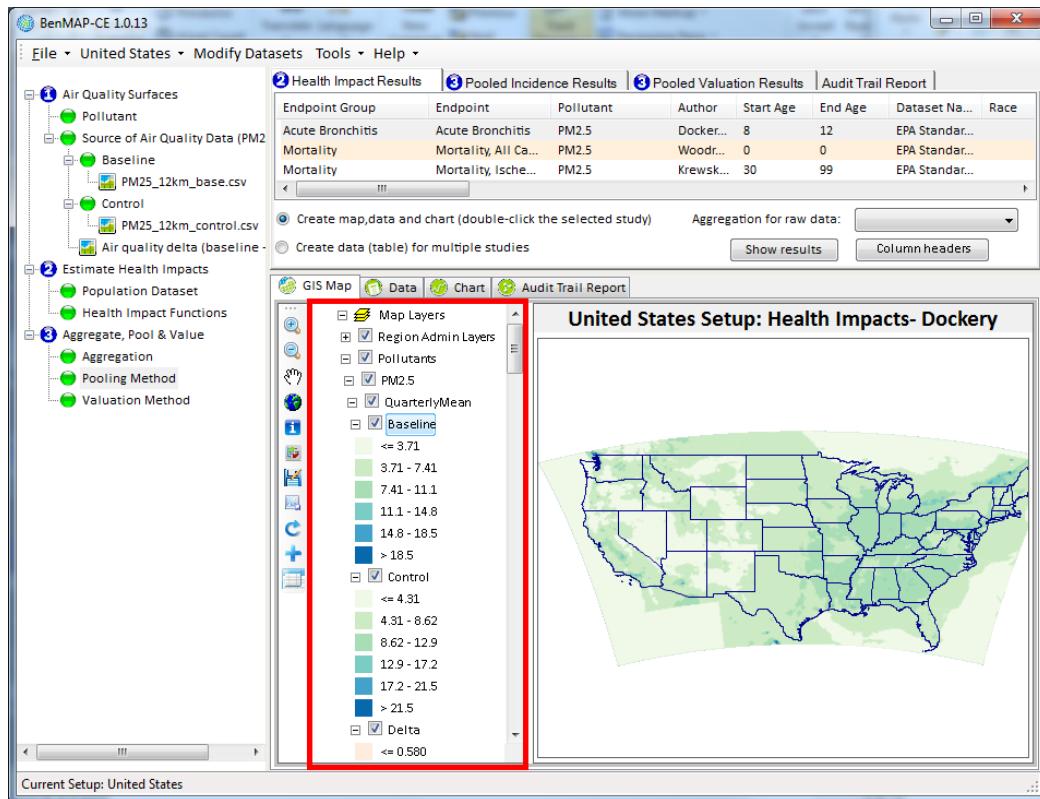 BenMAP-CE 1.0.13
File United States Modify Datasets Tools Help
1 Air Quality Surfaces
Pollutant
Source of Air Quality Data (PM2
Baseline
PM25_12km_base.csv
Control
PM25_12km_control.csv
Air quality delta (baseline -
2 Estimate Health Impacts
Population Dataset
Health Impact Functions
3 Aggregate, Pool & Value
Aggregation
Pooling Method
Valuation Method
2 Health Impact Results 3 Pooled Incidence Results 3 Pooled Valuation Results Audit Trail Report
Endpoint Group Endpoint Pollutant Author Start Age End Age Dataset Na... Race
Acute Bronchitis Acute Bronchitis PM2.5 Docker... 8 12 EPA Standar...
Mortality Mortality, All Ca... PM2.5 Woodr... 0 0 EPA Standar...
Mortality Mortality, Ische... PM2.5 Krewsk... 30 99 EPA Standar...
Create map,data and chart (double-click the selected study) Aggregation for raw data:
Create data (table) for multiple studies Show results Column headers
GIS Map Data Chart Audit Trail Report
Map Layers
Region Admin Layers
Pollutants
PM2.5
QuarterlyMean
Baseline
<= 3.71
3.71 - 7.41
7.41 - 11.1
11.1 - 14.8
14.8 - 18.5
> 18.5
Control
<= 4.31
4.31 - 8.62
8.62 - 12.9
12.9 - 17.2
17.2 - 21.5
> 21.5
Delta
<= 0.580
United States Setup: Health Impacts- Dockery
Current Setup: United States